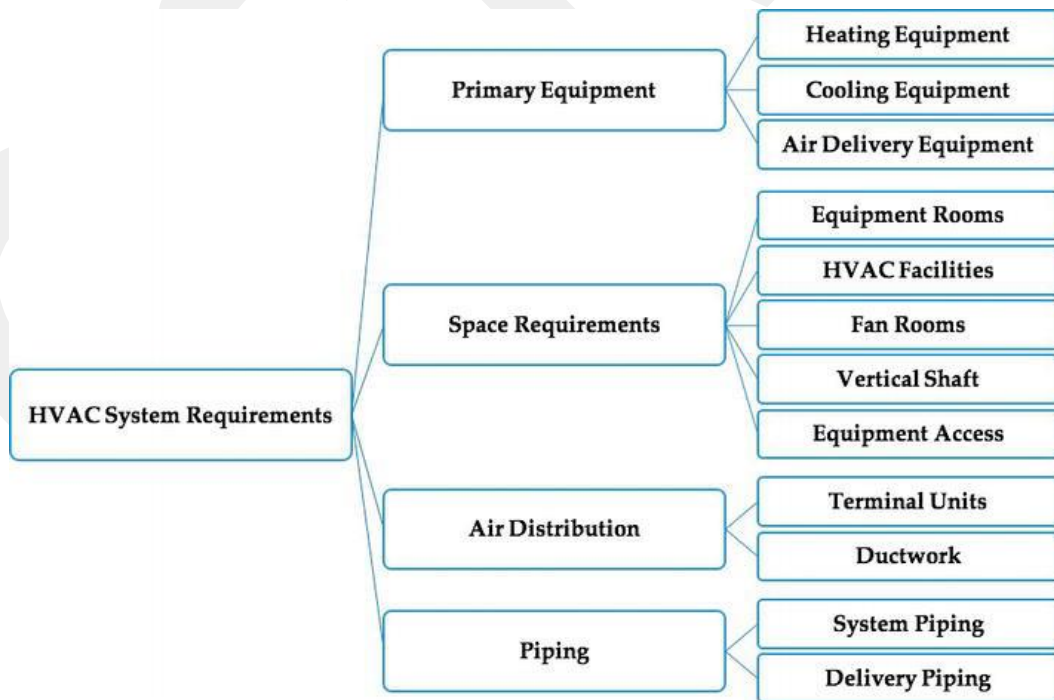 HVAC System Requirements
Primary Equipment
Heating Equipment
Cooling Equipment
Air Delivery Equipment
Space Requirements
Equipment Rooms
HVAC Facilities
Fan Rooms
Vertical Shaft
Equipment Access
Air Distribution
Terminal Units
Ductwork
Piping
System Piping
Delivery Piping